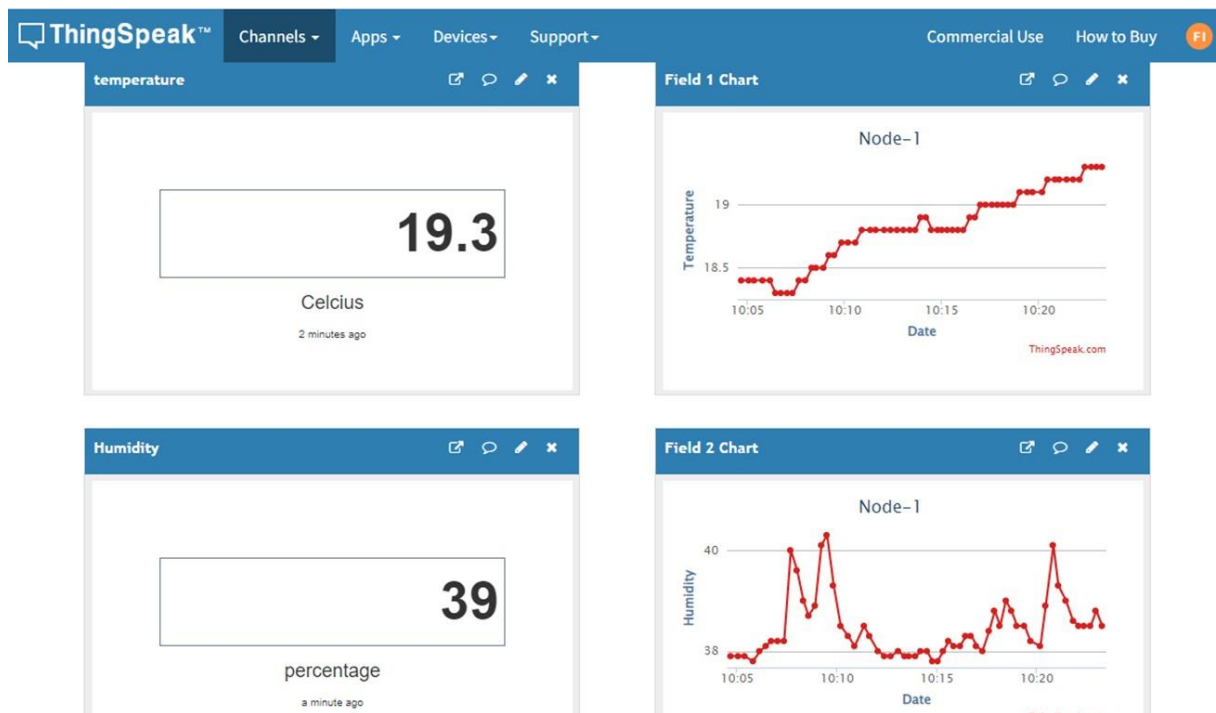 ThingSpeak™ Channels Apps Devices Support Commercial Use How to Buy FI
temperature
19.3
Celcius
2 minutes ago
Field 1 Chart
Node-1
Temperature
19
18.5
10:05 10:10 10:15 10:20
Date
ThingSpeak.com
Humidity
39
percentage
a minute ago
Field 2 Chart
Node-1
Humidity
40
38
10:05 10:10 10:15 10:20
Date